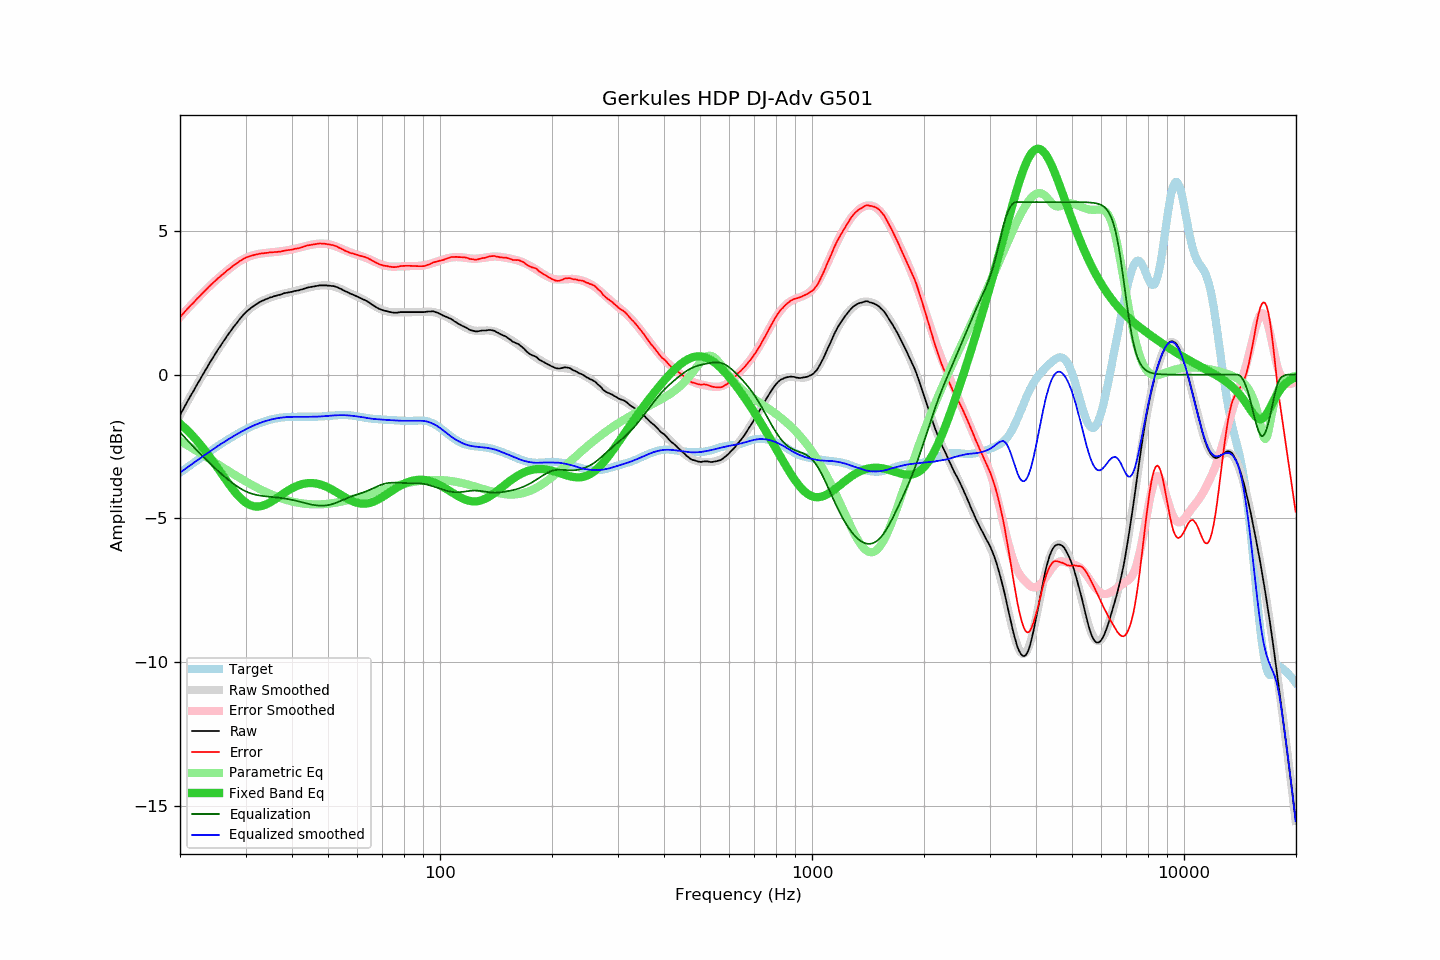 Gerkules HDP DJ-Adv G501
Amplitude (dBr)
5
0
−5
−10
−15
Target
Raw Smoothed
Error Smoothed
Raw
Error
Parametric Eq
Fixed Band Eq
Equalization
Equalized smoothed
100 1000 10000
Frequency (Hz)